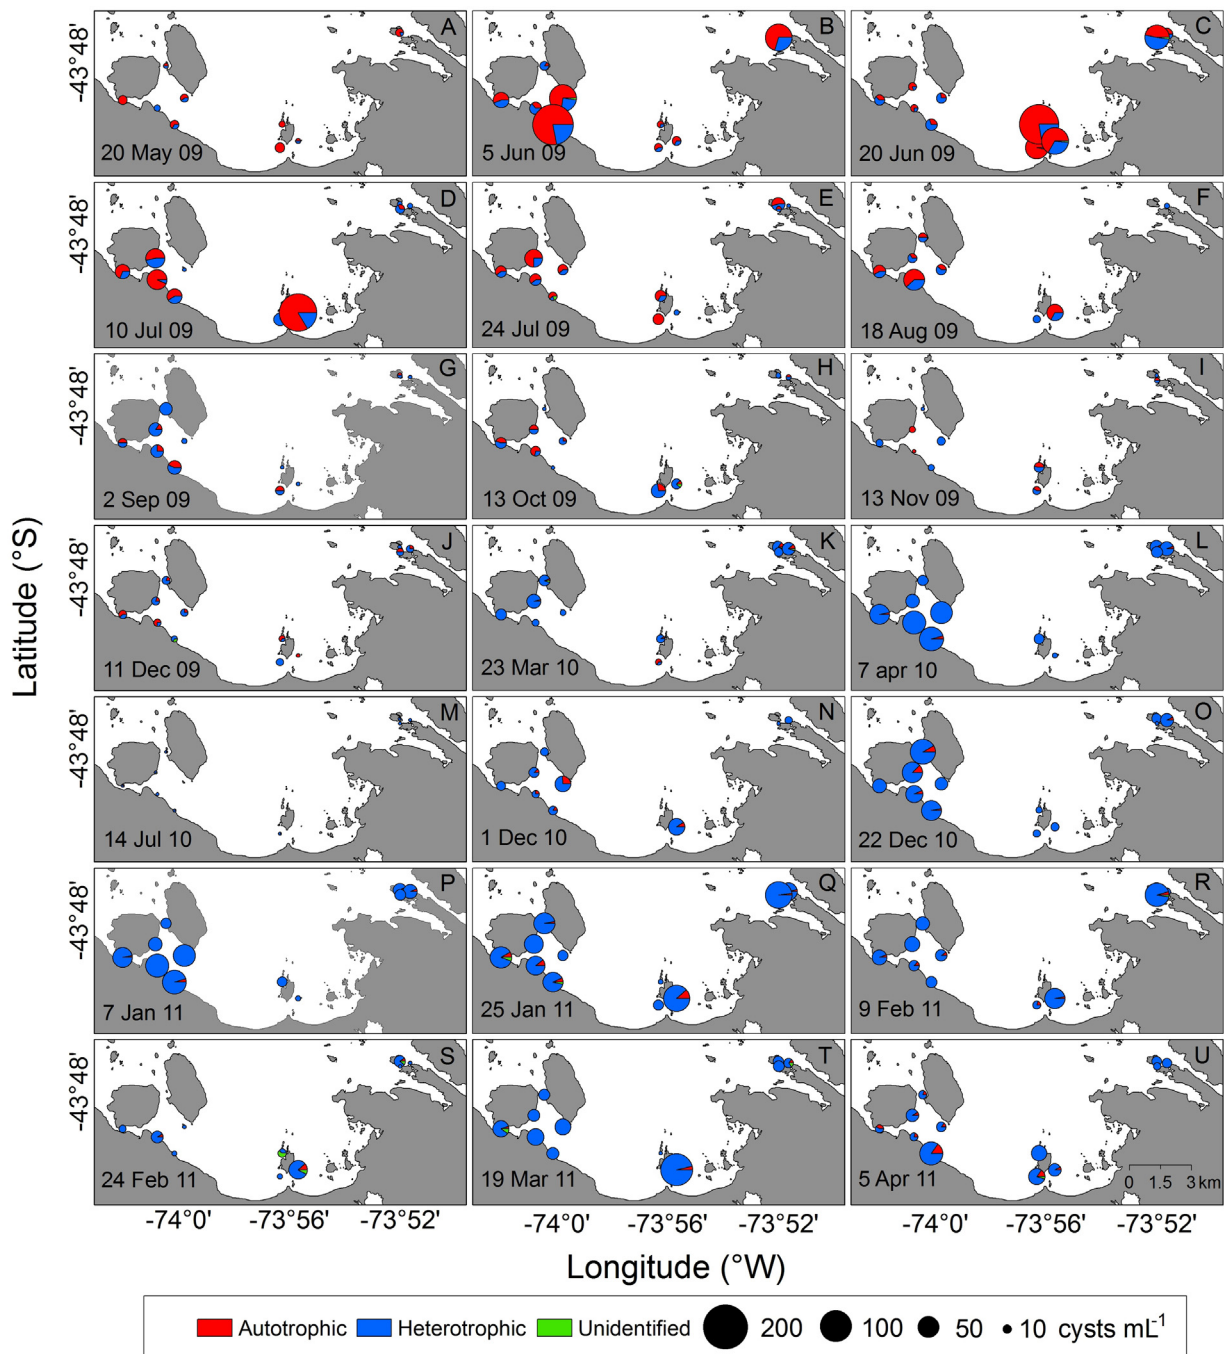 A
B
C
-43°48'
20 May 09
5 Jun 09
20 Jun 09
D
E
F
-43°48'
10 Jul 09
24 Jul 09
18 Aug 09
G
H
I
-43°48'
2 Sep 09
13 Oct 09
13 Nov 09
J
K
L
-43°48'
11 Dec 09
23 Mar 10
7 apr 10
M
N
O
-43°48'
14 Jul 10
1 Dec 10
22 Dec 10
P
Q
R
-43°48'
7 Jan 11
25 Jan 11
9 Feb 11
S
T
U
-43°48'
24 Feb 11
19 Mar 11
5 Apr 11
0 1.5 3 km
Latitude (°S)
-74°0' -73°56' -73°52' -74°0' -73°56' -73°52' -74°0' -73°56' -73°52'
Longitude (°W)
Autotrophic Heterotrophic Unidentified 200 100 50 10 cysts mL⁻¹